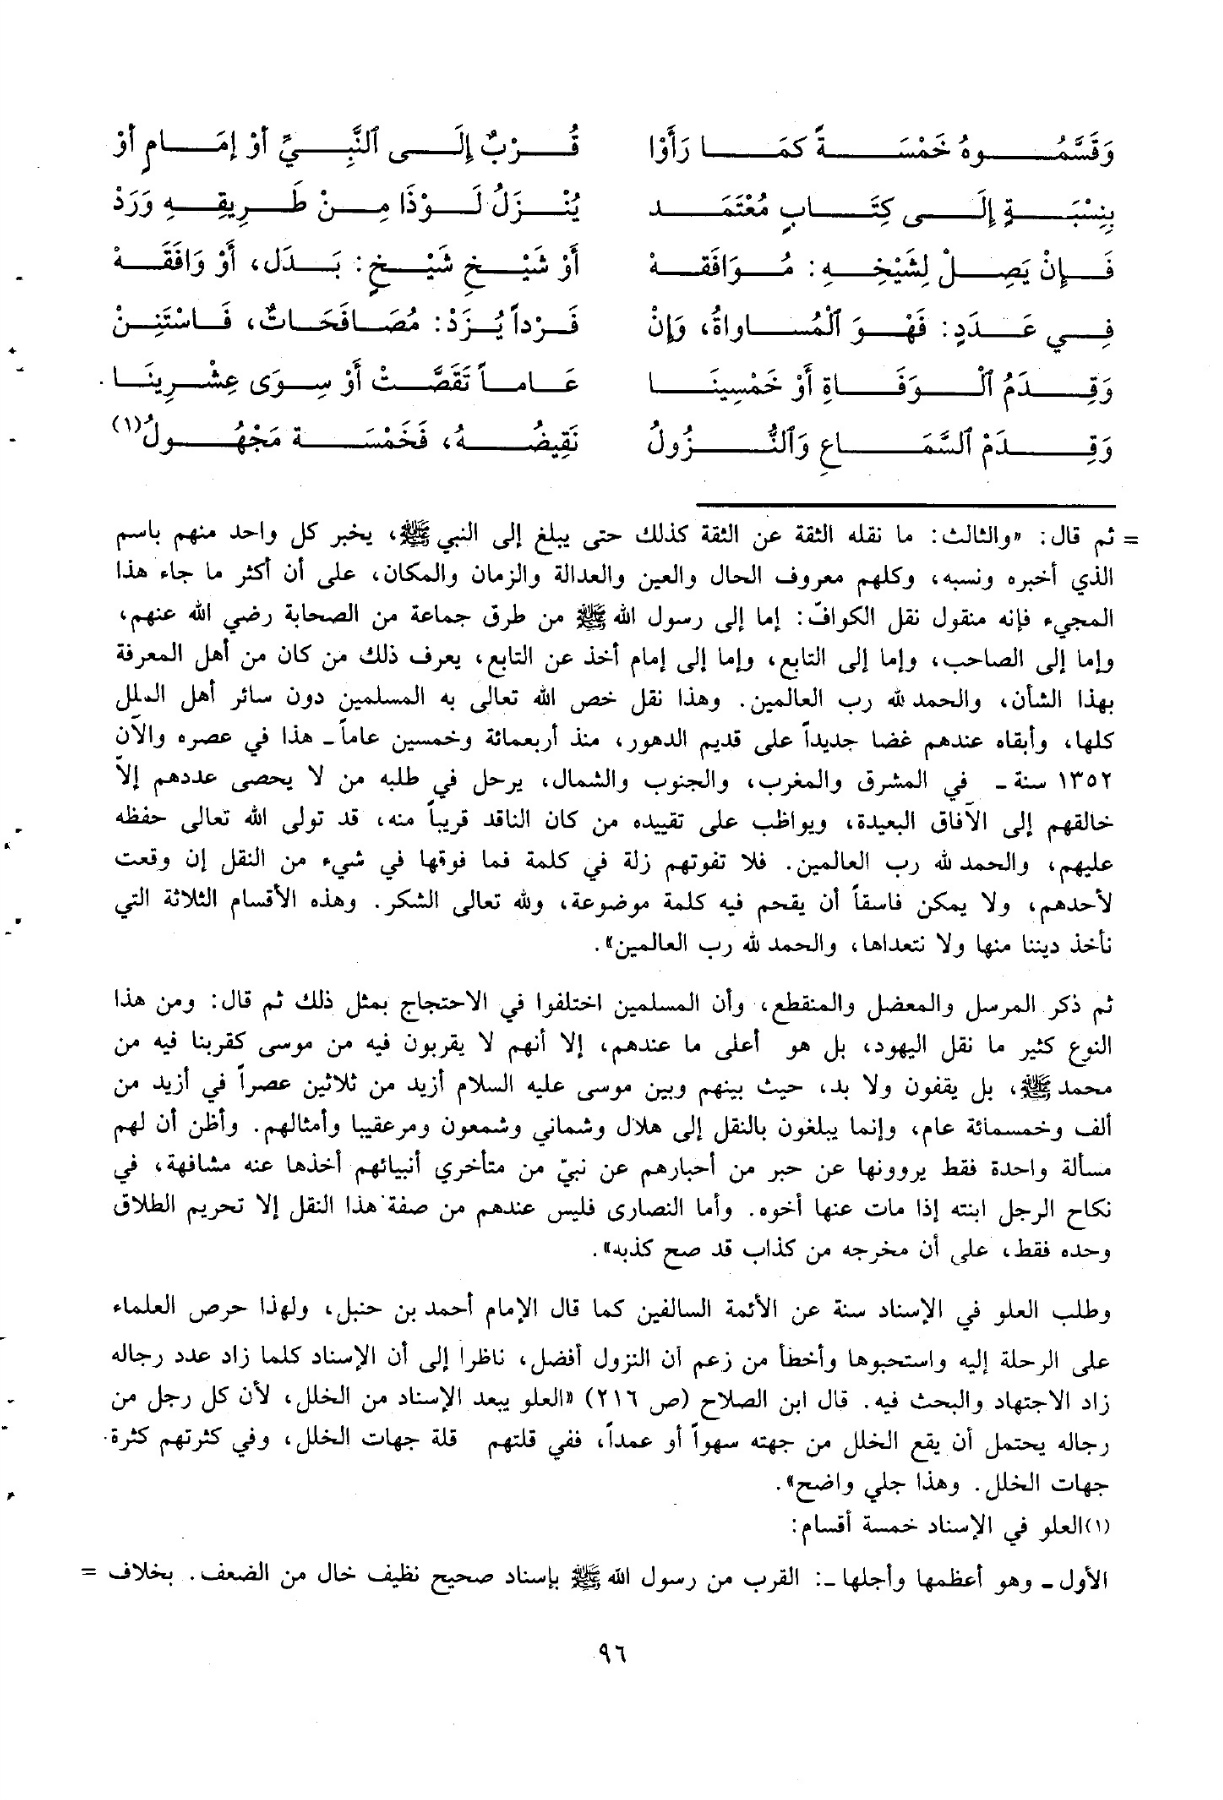 وَقَسَّمُوهُ خَمْسَةً كمَا رَأَوْا قُرْبٌ إِلَى ٱلنَّبِيِّ أَوْ إِمَامٍ أَوْ
بِنِسْبَةٍ إِلَى كِتَابٍ مُعْتَمَد يُنْزَلُ لَوْذَا مِنْ طَرِيقِهِ وَرَدْ
فَإِنْ يَصِلْ لِشَيْخِهِ: مُوَافَقهْ أَوْ شَيْخِ شَيْخٍ: بَدَل، أَوْ وَافَقَهْ
فِي عَدَدٍ: فَهْوَ ٱلْمُساواةُ، وَإِنْ فَرْداً يُزَدْ: مُصَافَحَاتٌ، فَاسْتَبِنْ
وَقِدَمُ ٱلْوَفَاةِ أَوْ خَمْسِينَا عَاماً تَقَضَّتْ أَوْ سِوَى عِشْرِينَا
وَقِدَمُ ٱلسَّمَاعِ وَٱلنُّزُولُ نَقِيضُهُ، فَخَمْسَة مَجْهُولُ(١)
= ثم قال: «والثالث: ما نقله الثقة عن الثقة كذلك حتى يبلغ إلى النبي ﷺ، يخبر كل واحد منهم باسم
الذي أخبره ونسبه، وكلهم معروف الحال والعين والعدالة والزمان والمكان، على أن أكثر ما جاء هذا
المجيء فإنه منقول نقل الكوافّ: إما إلى رسول الله ﷺ من طرق جماعة من الصحابة رضي الله عنهم،
وإما إلى الصاحب، وإما إلى التابع، وإما إلى إمام أخذ عن التابع، يعرف ذلك من كان من أهل المعرفة
بهذا الشأن، والحمد لله رب العالمين. وهذا نقل خص الله تعالى به المسلمين دون سائر أهل الملل
كلها، وأبقاه عندهم غضا جديداً على قديم الدهور، منذ أربعمائة وخمسين عاماً ـ هذا في عصره والآن
١٣٥٢ سنة ـ في المشرق والمغرب، والجنوب والشمال، يرحل في طلبه من لا يحصى عددهم إلاّ
خالقهم إلى الآفاق البعيدة، ويواظب على تقييده من كان الناقد قريباً منه، قد تولى الله تعالى حفظه
عليهم، والحمد لله رب العالمين. فلا تفوتهم زلة في كلمة فما فوقها في شيء من النقل إن وقعت
لأحدهم، ولا يمكن فاسقاً أن يقحم فيه كلمة موضوعة، ولله تعالى الشكر. وهذه الأقسام الثلاثة التي
نأخذ ديننا منها ولا نتعداها، والحمد لله رب العالمين».
ثم ذكر المرسل والمعضل والمنقطع، وأن المسلمين اختلفوا في الاحتجاج بمثل ذلك ثم قال: ومن هذا
النوع كثير ما نقل اليهود، بل هو أعلى ما عندهم، إلا أنهم لا يقربون فيه من موسى كقربنا فيه من
محمد ﷺ، بل يقفون ولا بد، حيث بينهم وبين موسى عليه السلام أزيد من ثلاثين عصراً في أزيد من
ألف وخمسمائة عام، وإنما يبلغون بالنقل إلى هلال وشماني وشمعون ومرعقيبا وأمثالهم. وأظن أن لهم
مسألة واحدة فقط يروونها عن حبر من أحبارهم عن نبيّ من متأخري أنبيائهم أخذها عنه مشافهة، في
نكاح الرجل ابنته إذا مات عنها أخوه. وأما النصارى فليس عندهم من صفة هذا النقل إلا تحريم الطلاق
وحده فقط، على أن مخرجه من كذاب قد صح كذبه».
وطلب العلو في الإسناد سنة عن الأئمة السالفين كما قال الإمام أحمد بن حنبل، ولهذا حرص العلماء
على الرحلة إليه واستحبوها وأخطأ من زعم أن النزول أفضل، ناظرا إلى أن الإسناد كلما زاد عدد رجاله
زاد الاجتهاد والبحث فيه. قال ابن الصلاح (ص ٢١٦) «العلو يبعد الإسناد من الخلل، لأن كل رجل من
رجاله يحتمل أن يقع الخلل من جهته سهواً أو عمداً، ففي قلتهم قلة جهات الخلل، وفي كثرتهم كثرة
جهات الخلل. وهذا جلي واضح».
(١) العلو في الإسناد خمسة أقسام:
الأول ـ وهو أعظمها وأجلها ـ: القرب من رسول الله ﷺ بإسناد صحيح نظيف خال من الضعف. بخلاف =
٩٦